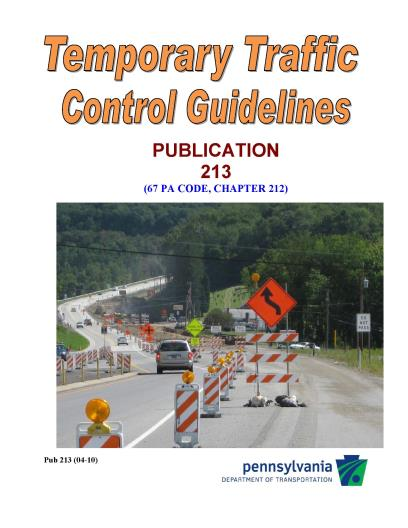 Temporary Traffic
Control Guidelines
PUBLICATION
213
(67 PA CODE, CHAPTER 212)
DO
NOT
PASS
Pub 213 (04-10)
pennsylvania
DEPARTMENT OF TRANSPORTATION